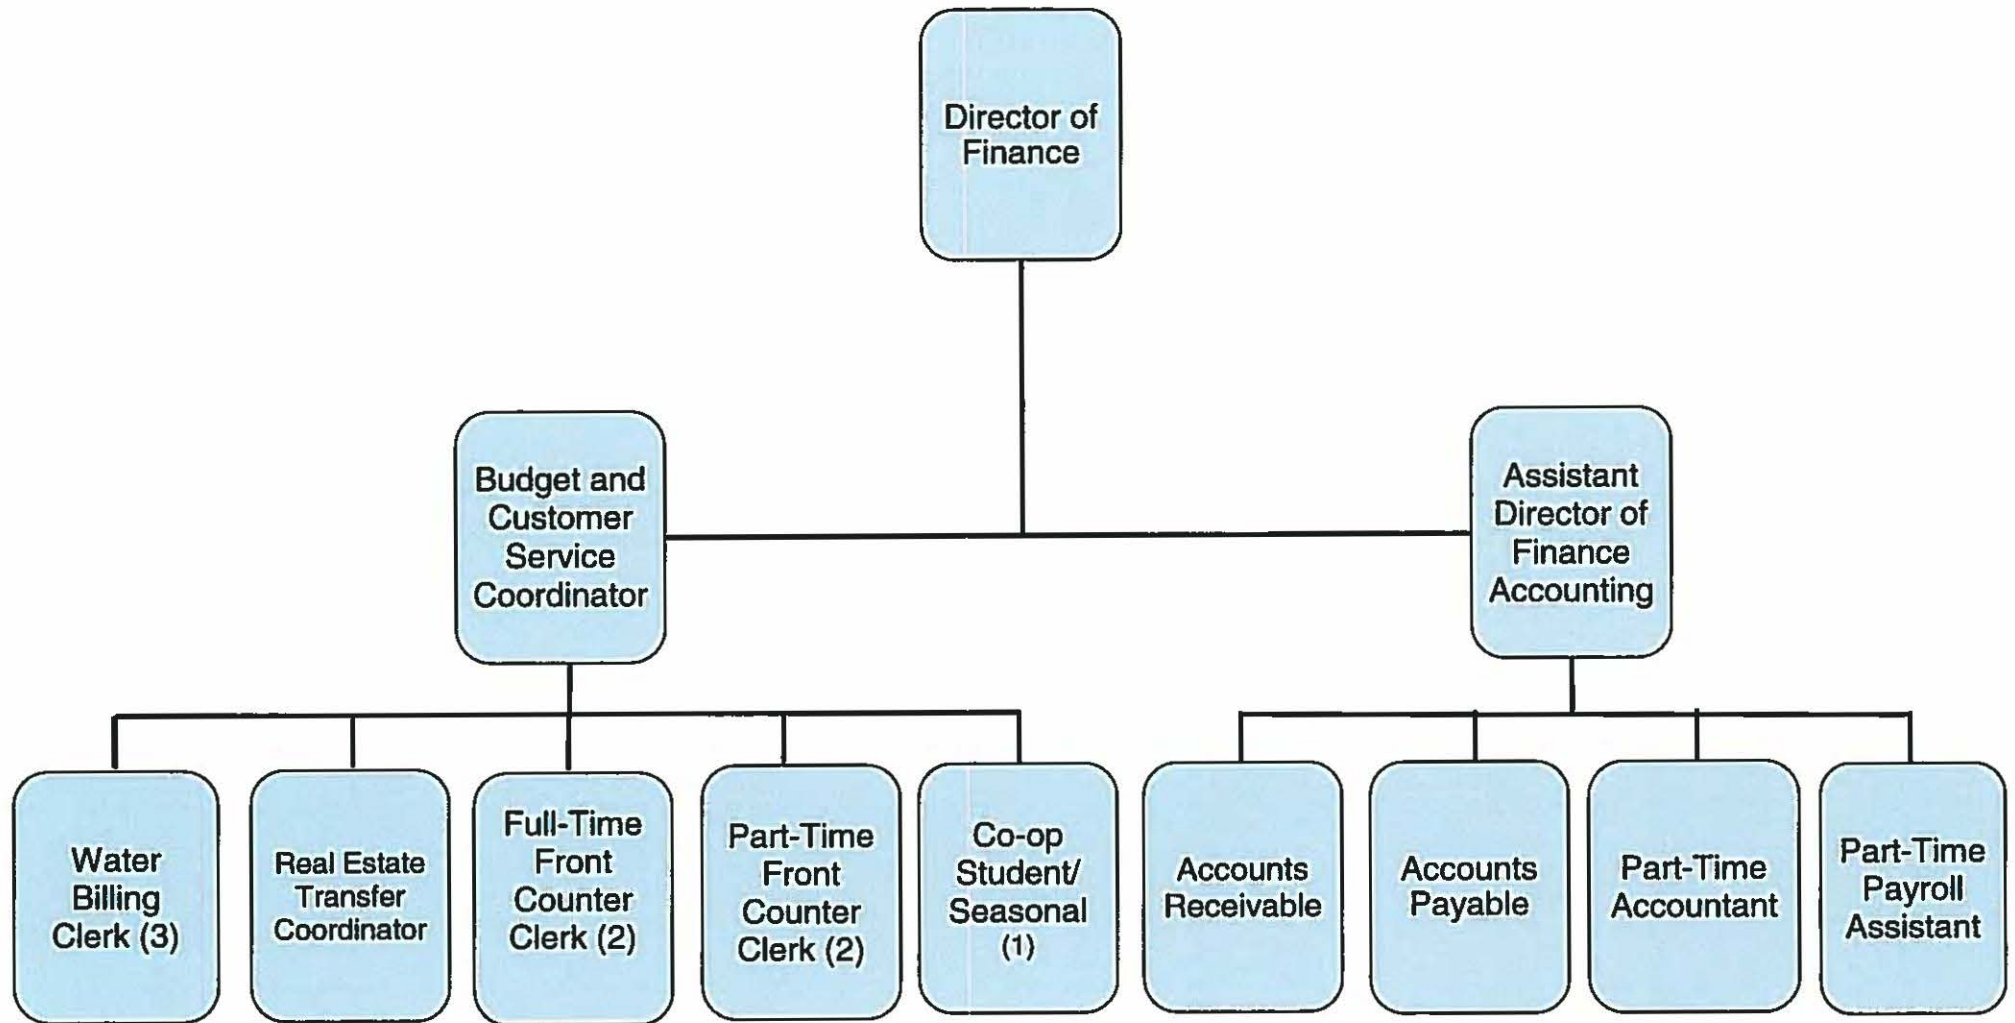 Director of
Finance
Budget and
Customer
Service
Coordinator
Assistant
Director of
Finance
Accounting
Water
Billing
Clerk (3)
Real Estate
Transfer
Coordinator
Full-Time
Front
Counter
Clerk (2)
Part-Time
Front
Counter
Clerk (2)
Co-op
Student/
Seasonal
(1)
Accounts
Receivable
Accounts
Payable
Part-Time
Accountant
Part-Time
Payroll
Assistant